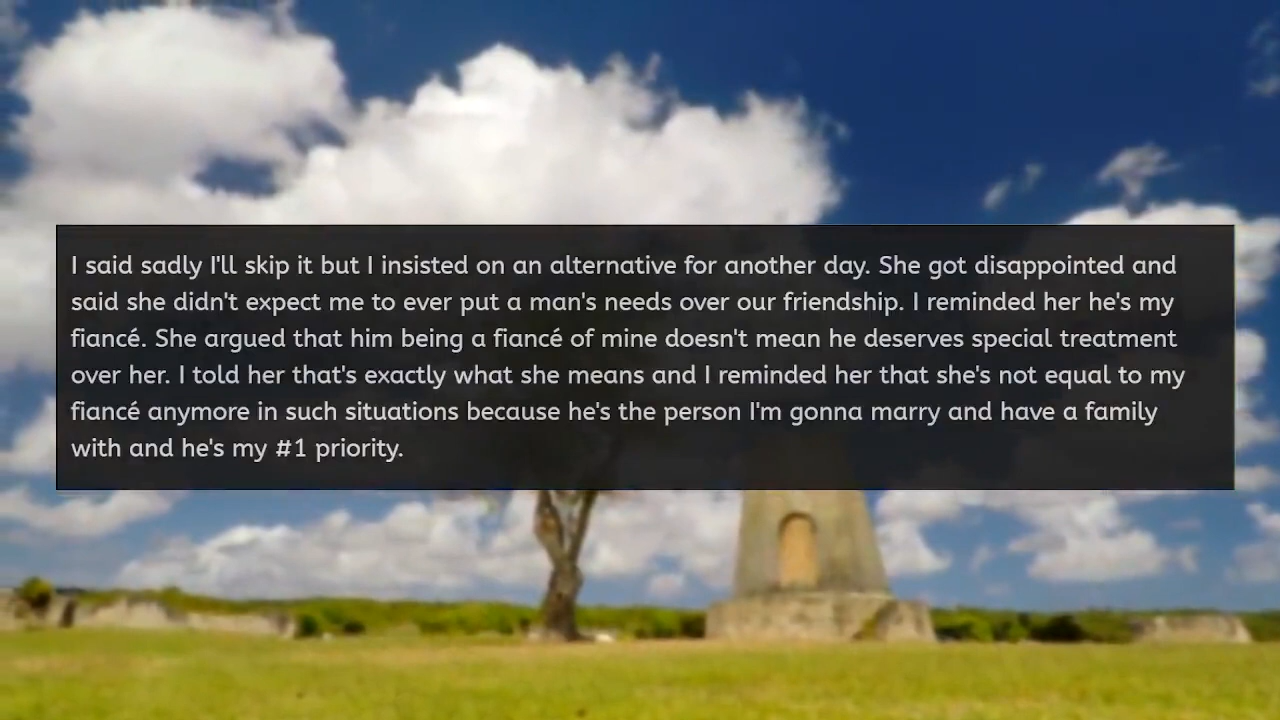 I said sadly I'll skip it but I insisted on an alternative for another day. She got disappointed and
said she didn't expect me to ever put a man's needs over our friendship. I reminded her he's my
fiancé. She argued that him being a fiancé of mine doesn't mean he deserves special treatment
over her. I told her that's exactly what she means and I reminded her that she's not equal to my
fiancé anymore in such situations because he's the person I'm gonna marry and have a family
with and he's my #1 priority.